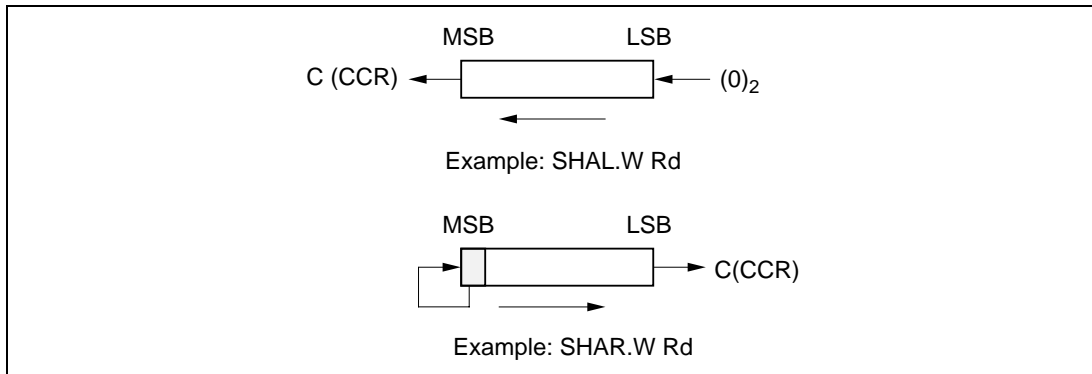 MSB LSB
C (CCR) (0)2
Example: SHAL.W Rd
MSB LSB
C(CCR)
Example: SHAR.W Rd